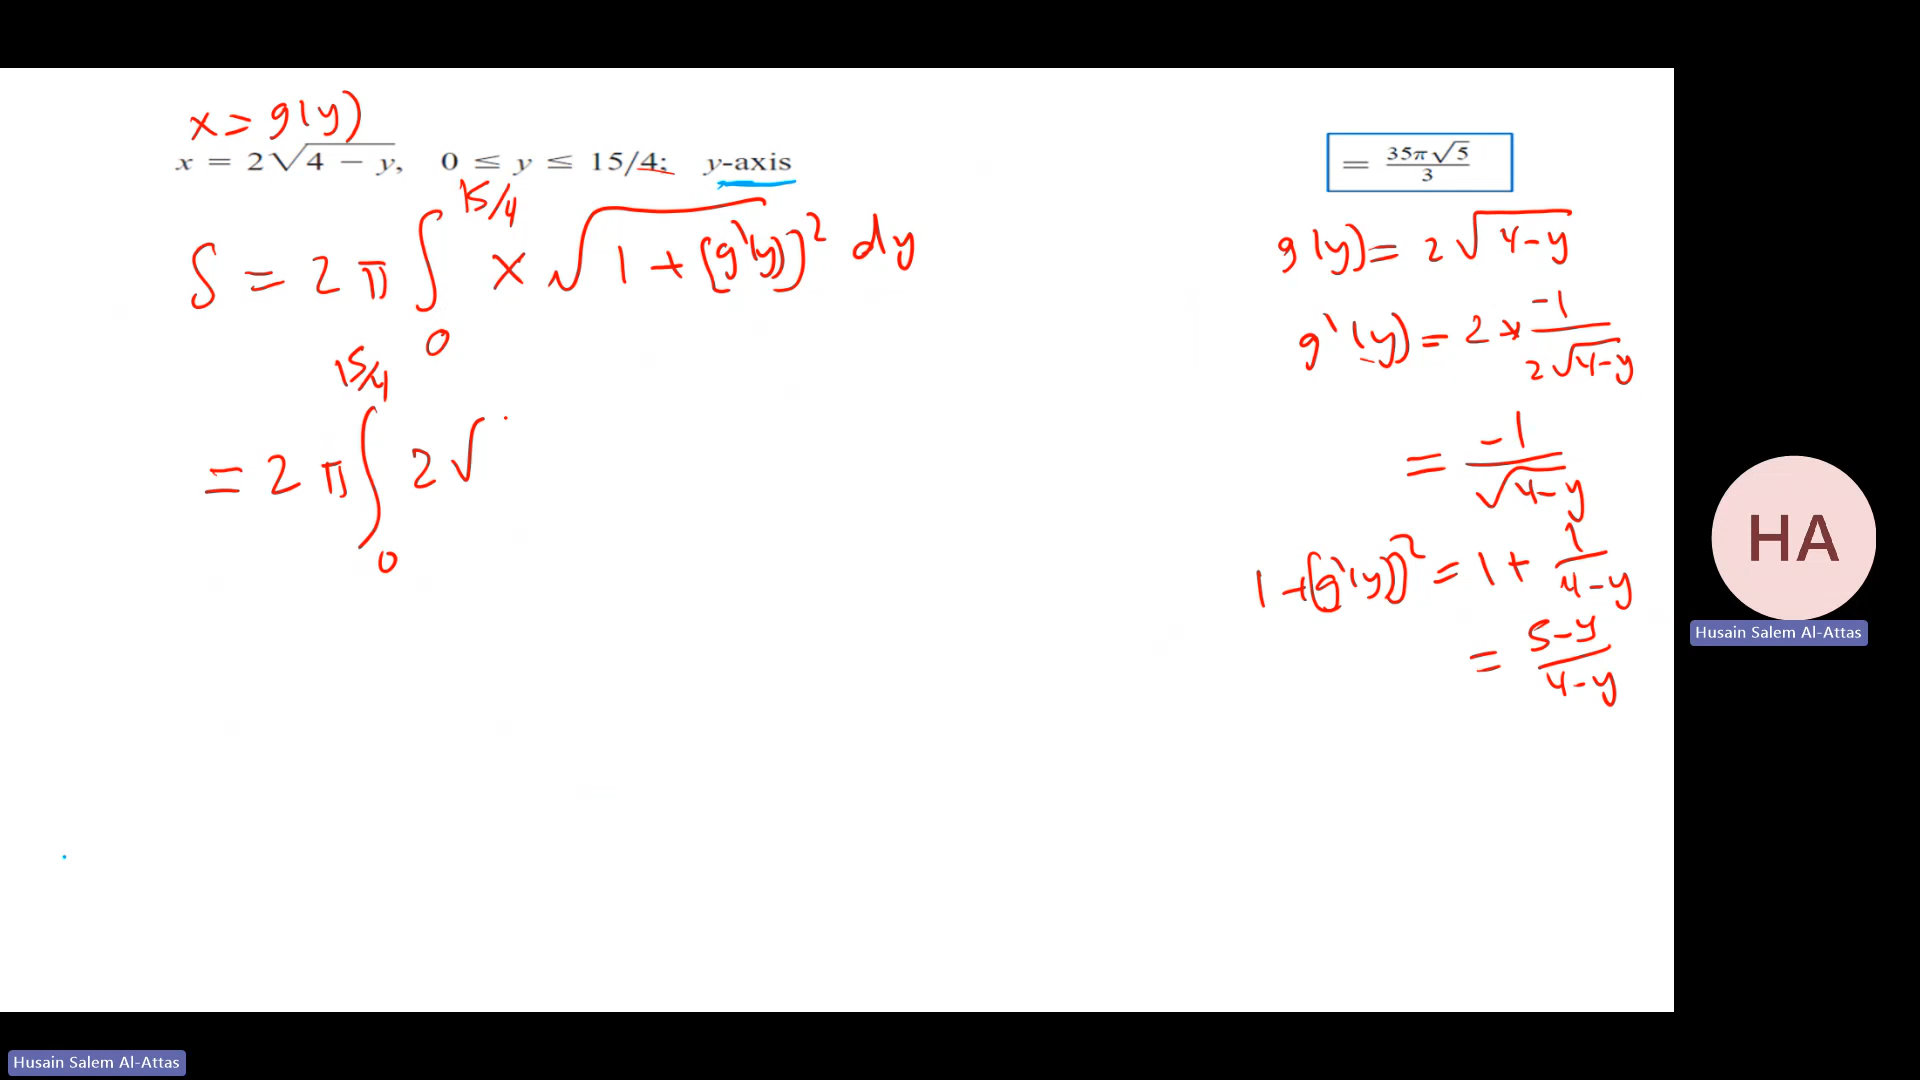 x = g(y)
x = 2√4 − y, 0 ≤ y ≤ 15/4; y-axis
S = 2π ∫₀^15/4 x √1 + [g'(y)]² dy
= 2π ∫₀^15/4 2√
= 35π√5/3
g(y) = 2√4-y
g'(y) = 2 * -1/2√4-y
= -1/√4-y
1+[g'(y)]² = 1 + 1/4-y
= 5-y/4-y
HA
Husain Salem Al-Attas
Husain Salem Al-Attas